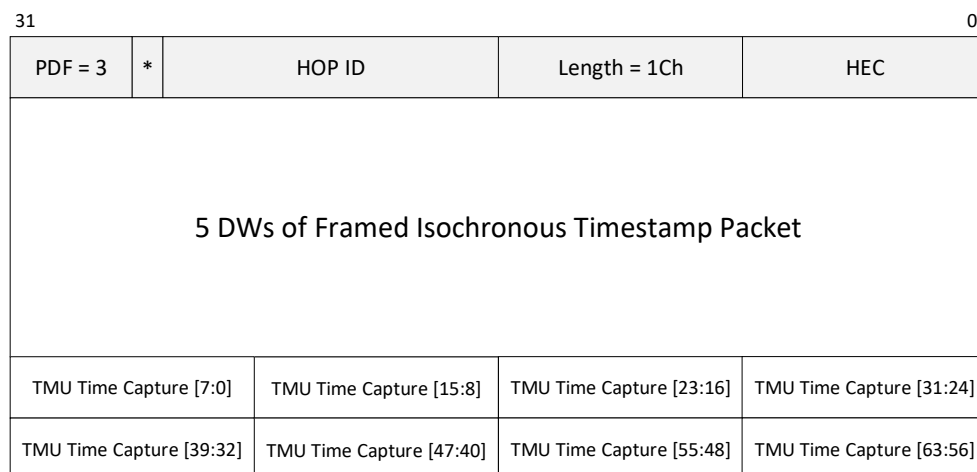 31 0
PDF = 3 * HOP ID Length = 1Ch HEC
5 DWs of Framed Isochronous Timestamp Packet
TMU Time Capture [7:0] TMU Time Capture [15:8] TMU Time Capture [23:16] TMU Time Capture [31:24]
TMU Time Capture [39:32] TMU Time Capture [47:40] TMU Time Capture [55:48] TMU Time Capture [63:56]